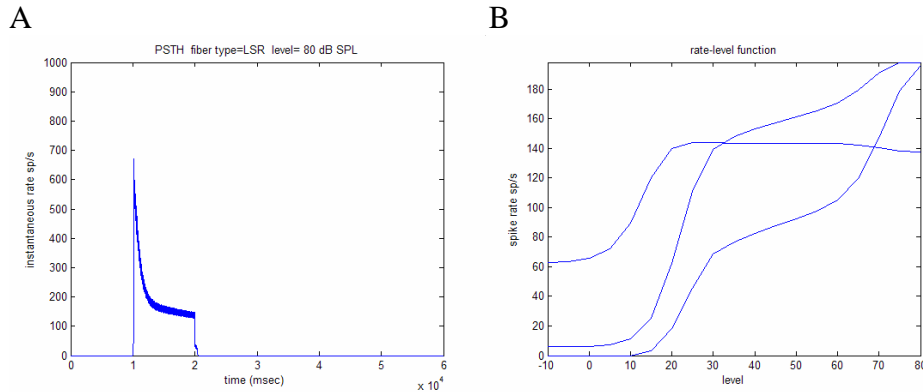 A
B
PSTH fiber type=LSR level= 80 dB SPL
instantaneous rate sp/s
1000
900
800
700
600
500
400
300
200
100
0
0 1 2 3 4 5 6
time (msec)
x 10^4
rate-level function
spike rate sp/s
180
160
140
120
100
80
60
40
20
0
-10 0 10 20 30 40 50 60 70 80
level